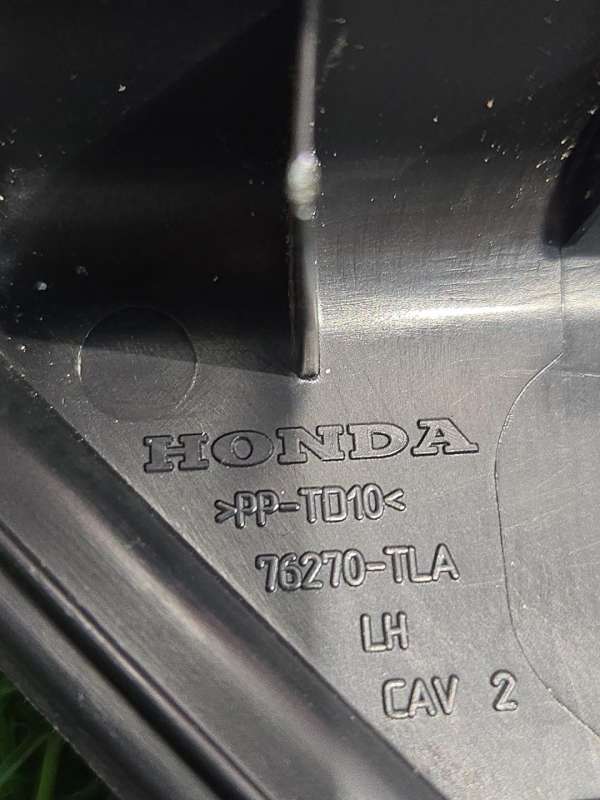 HONDA
>PP-TD10<
76270-TLA
LH
CAV 2